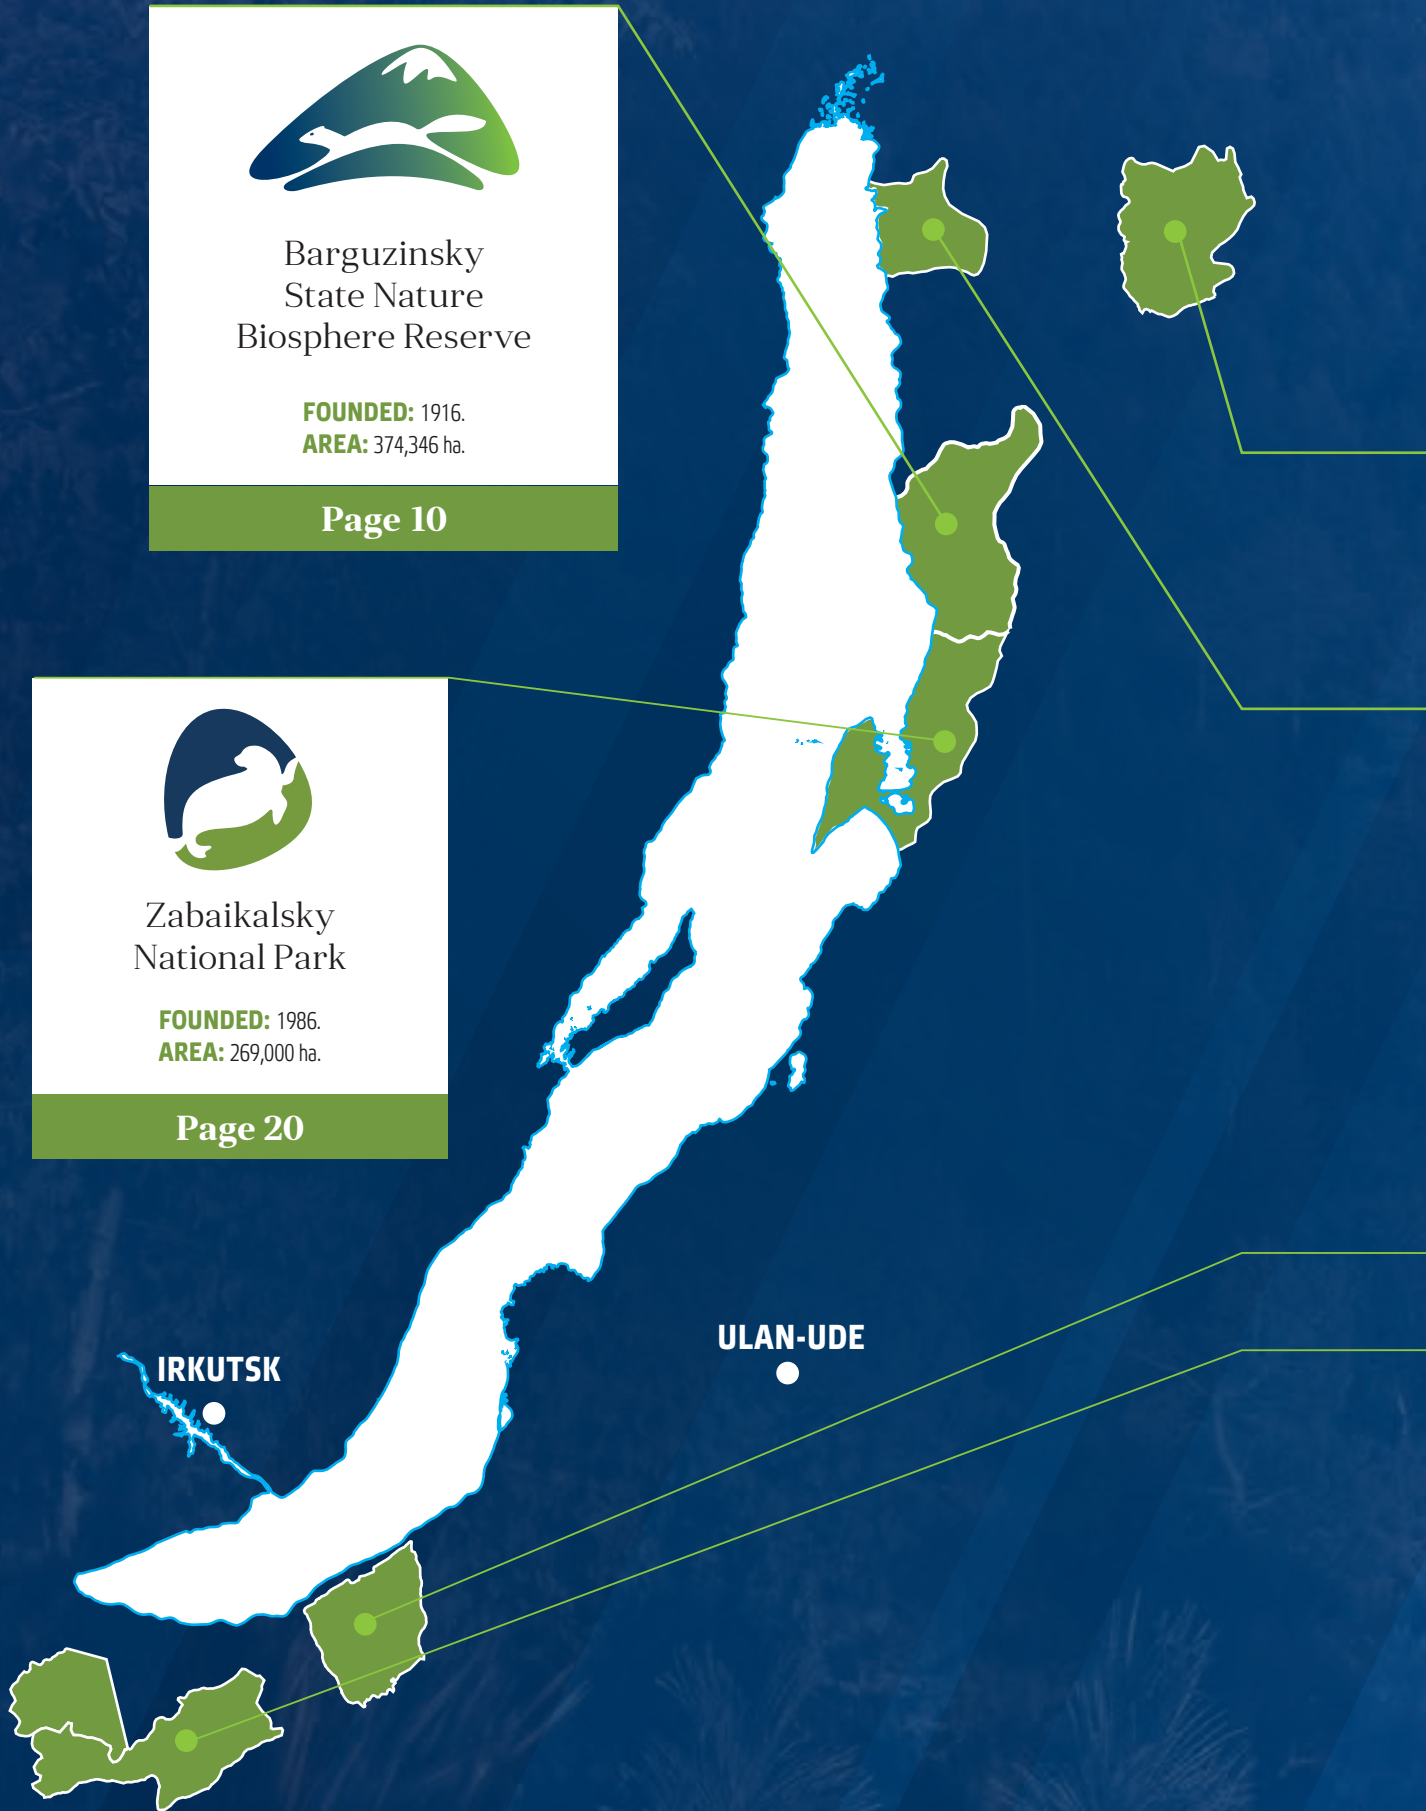 Barguzinsky
State Nature
Biosphere Reserve
FOUNDED: 1916.
AREA: 374,346 ha.
Page 10
Zabaikalsky
National Park
FOUNDED: 1986.
AREA: 269,000 ha.
Page 20
IRKUTSK
ULAN-UDE